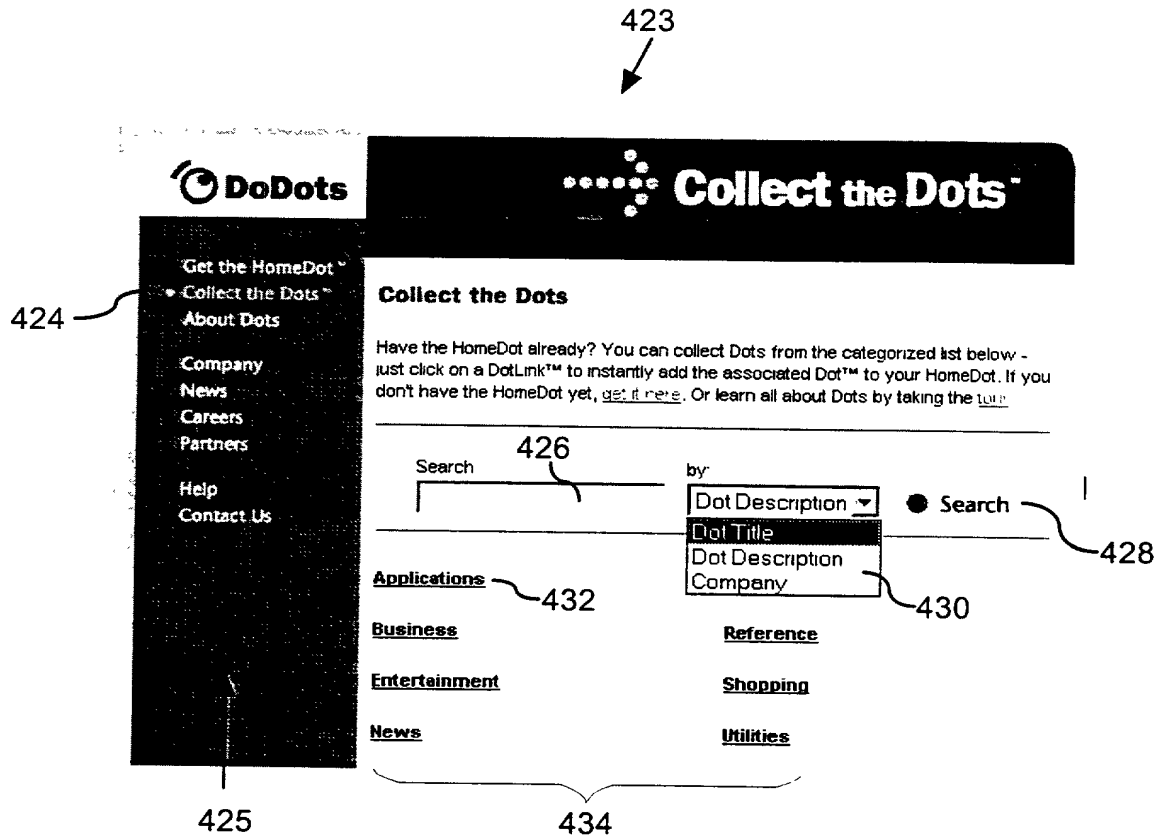 423
DoDots
Collect the Dots™
Get the HomeDot™
Collect the Dots™
About Dots
Company
News
Careers
Partners
Help
Contact Us
424
425
Collect the Dots
Have the HomeDot already? You can collect Dots from the categorized list below -
just click on a DotLink™ to instantly add the associated Dot™ to your HomeDot. If you
don't have the HomeDot yet, get it here. Or learn all about Dots by taking the tour
Search
426
by:
Dot Description
Dot Title
Dot Description
Company
430
Search
428
Applications
432
Business
Reference
Entertainment
Shopping
News
Utilities
434